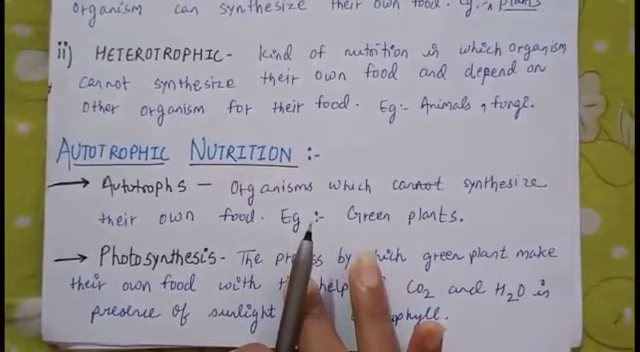 organism can synthesize their own food. Eg.- plants
ii) HETEROTROPHIC - kind of nutrition in which organism
cannot synthesize their own food and depend on
other organism for their food. Eg:- Animals, fungi.
AUTOTROPHIC NUTRITION :-
→ Autotrophs - Organisms which cannot synthesize
their own food. Eg :- Green plants.
→ Photosynthesis - The process by which green plant make
their own food with the help CO2 and H2O in
presence of sunlight